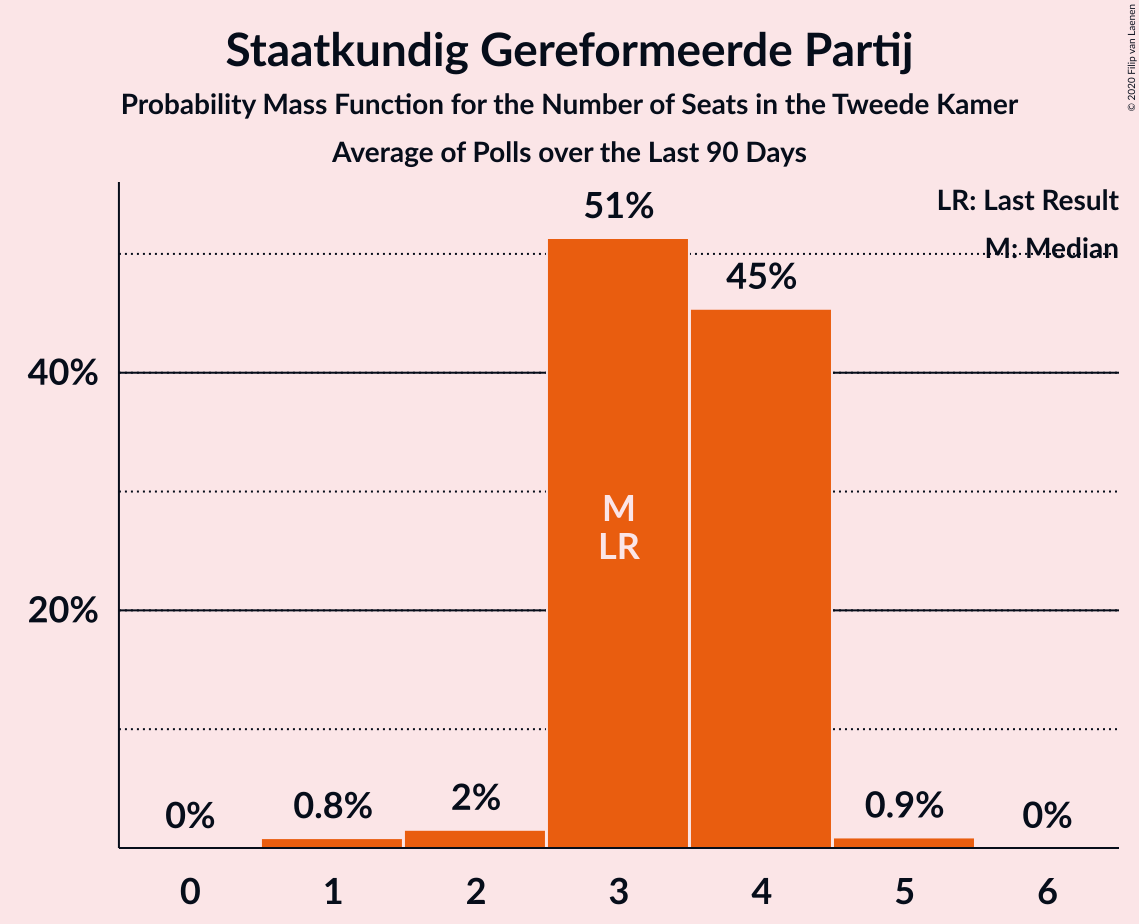 Staatkundig Gereformeerde Partij
Probability Mass Function for the Number of Seats in the Tweede Kamer
Average of Polls over the Last 90 Days
© 2020 Filip van Laenen
LR: Last Result
M: Median
51%
45%
40%
20%
M
LR
0%
0.8%
2%
0.9%
0%
0 1 2 3 4 5 6